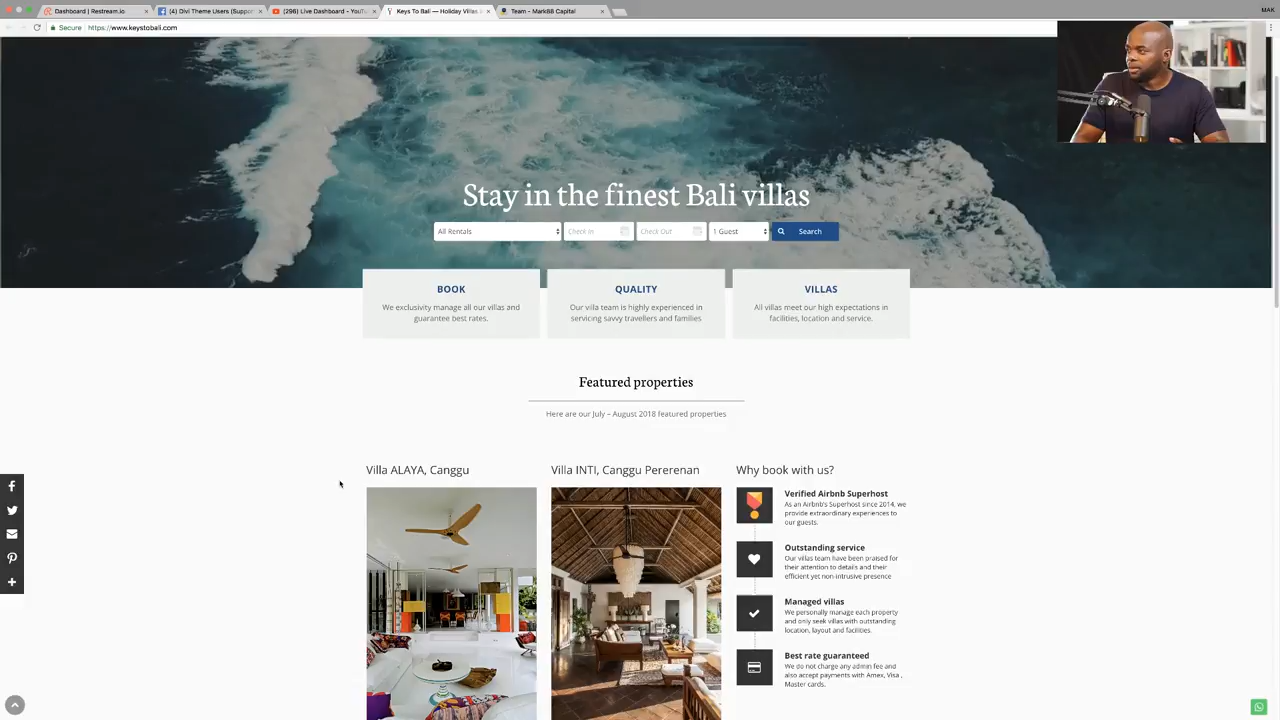 Dashboard | Restream.io
(4) Divi Theme Users (Suppor
(296) Live Dashboard - YouTu
Keys To Bali — Holiday Villas i
Team - Mark88 Capital
MAK
Secure
https://www.keystobali.com
Stay in the finest Bali villas
All Rentals
Check In
Check Out
1 Guest
Search
BOOK
We exclusivity manage all our villas and
guarantee best rates.
QUALITY
Our villa team is highly experienced in
servicing savvy travellers and families
VILLAS
All villas meet our high expectations in
facilities, location and service.
Featured properties
Here are our July – August 2018 featured properties
Villa ALAYA, Canggu
Villa INTI, Canggu Pererenan
Why book with us?
Verified Airbnb Superhost
As an Airbnb's Superhost since 2014, we
provide extraordinary experiences to
our guests.
Outstanding service
Our villas team have been praised for
their attention to details and their
efficient yet non-intrusive presence
Managed villas
We personally manage each property
and only seek villas with outstanding
location, layout and facilities.
Best rate guaranteed
We do not charge any admin fee and
also accept payments with Amex, Visa ,
Master cards.